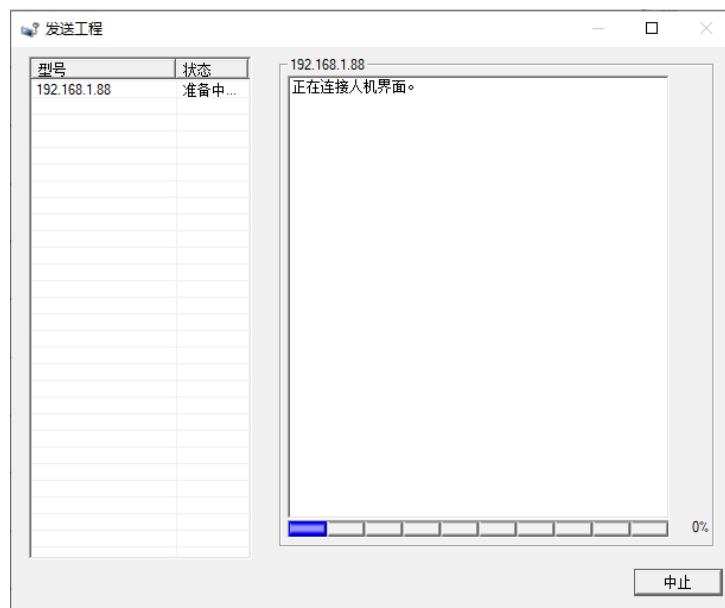 发送工程
型号 状态
192.168.1.88 准备中...
192.168.1.88
正在连接人机界面。
0%
中止